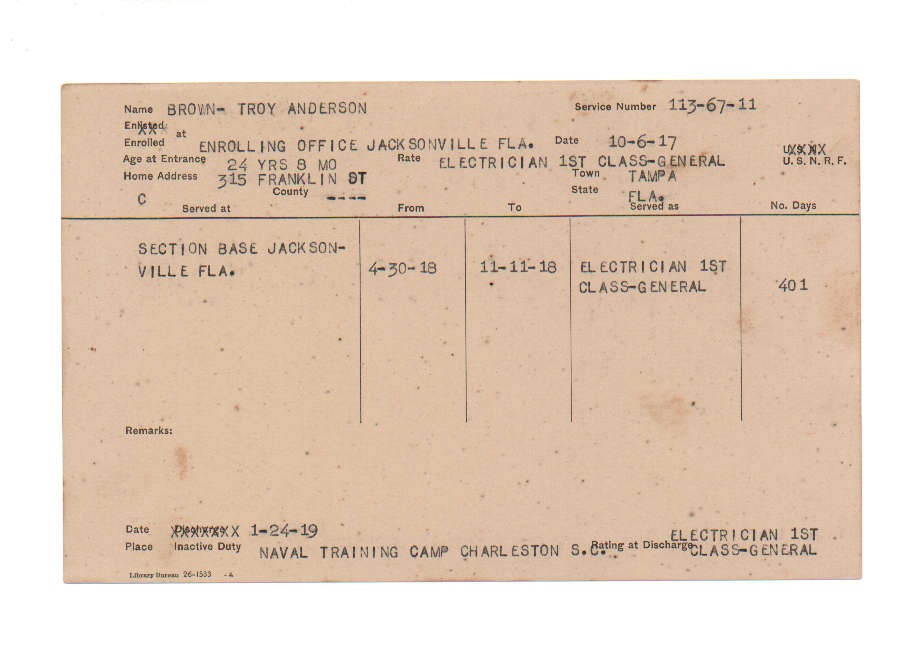 Name BROWN- TROY ANDERSON Service Number 113-67-11
Enlisted
Enrolled at ENROLLING OFFICE JACKSONVILLE FLA. Date 10-6-17
Age at Entrance 24 YRS 8 MO Rate ELECTRICIAN 1ST CLASS-GENERAL U. S. N. R. F.
Home Address 315 FRANKLIN ST Town TAMPA
C County ---- State FLA.
Served at From To Served as No. Days
SECTION BASE JACKSON-
VILLE FLA. 4-30-18 11-11-18 ELECTRICIAN 1ST
CLASS-GENERAL 401
Remarks:
Date Discharge XXXXXXX 1-24-19 ELECTRICIAN 1ST
Place Inactive Duty NAVAL TRAINING CAMP CHARLESTON S.C. Rating at Discharge CLASS-GENERAL
Library Bureau 26-1533 -A